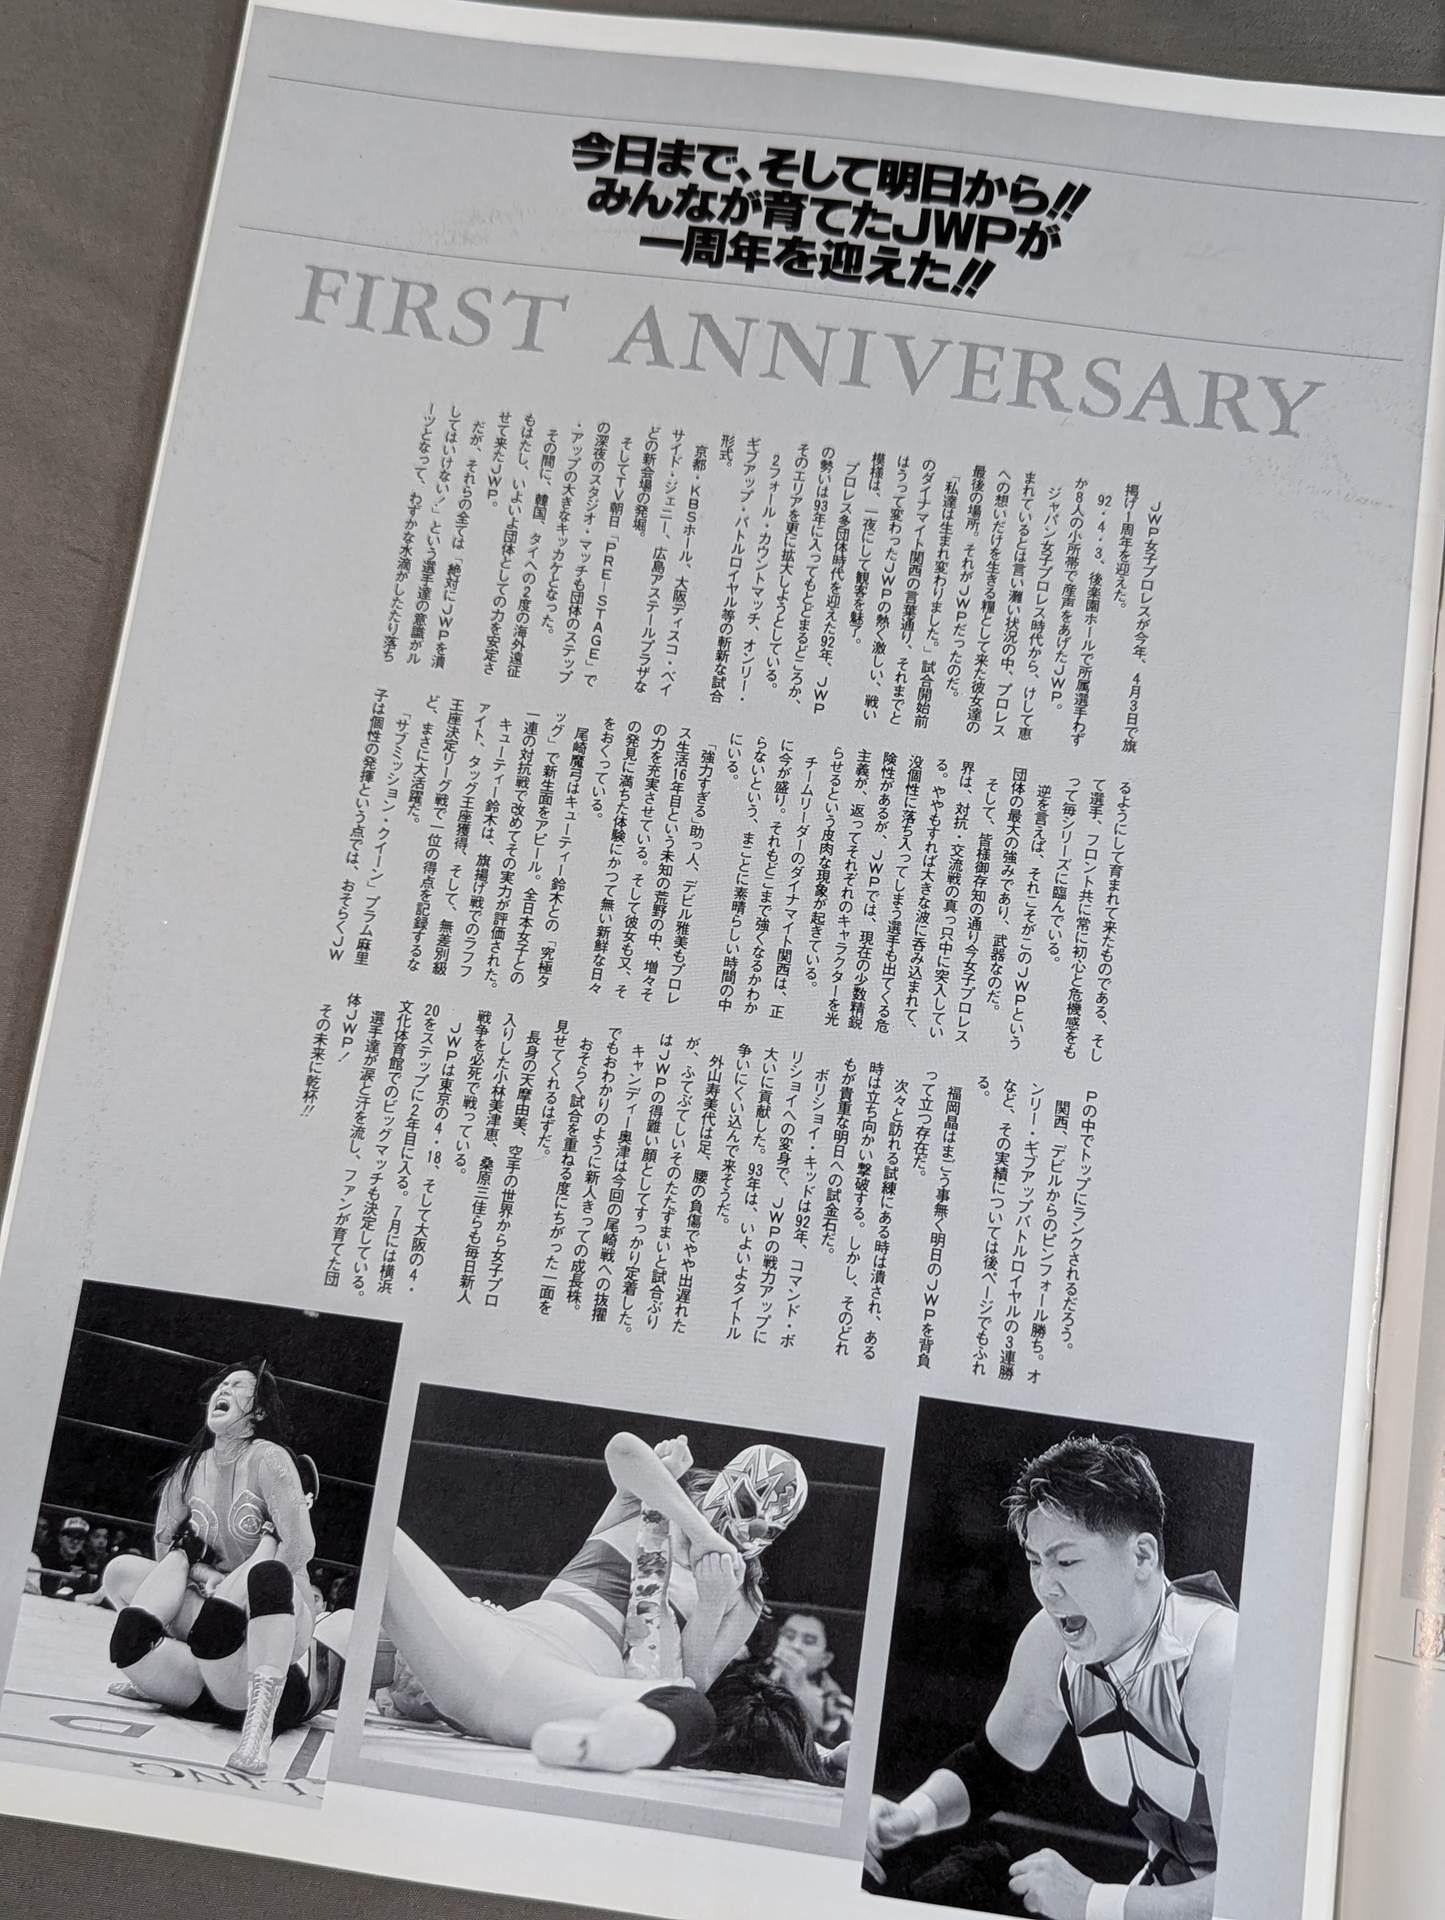 今日まで、そして明日から!!
みんなが育てたJWPが
一周年を迎えた!!
FIRST ANNIVERSARY
JWP女子プロレスが今年、4月3日で旗
揚げ1周年を迎えた。
92・4・3、後楽園ホールで所属選手わず
か8人の小所帯で産声をあげたJWP。
ジャパン女子プロレス時代から、けして恵
まれているとは言い難い状況の中、プロレス
への想いだけを生きる糧として来た彼女達の
最後の場所。それがJWPだったのだ。
「私達は生まれ変わりました。」試合開始前
のダイナマイト関西の言葉通り、それまでと
はうって変わったJWPの熱く激しい、戦い
模様は、一夜にして観客を魅了。
プロレス多団体時代を迎えた92年、JWP
の勢いは93年に入ってもとどまるどころか、
そのエリアを更に拡大しようとしている。
2フォール・カウントマッチ、オンリー・
ギブアップ・バトルロイヤル等の斬新な試合
形式。
京都・KBSホール、大阪ディスコ・ベイ
サイド・ジェニー、広島アステールプラザな
どの新会場の発掘。
そしてTV朝日「PRE-STAGE」で
の深夜のスタジオ・マッチも団体のステップ
・アップの大きなキッカケとなった。
その間に、韓国、タイへの2度の海外遠征
もはたし、いよいよ団体としての力を安定さ
せて来たJWP。
だが、それらの全ては「絶対にJWPを潰
してはいけない!」という選手達の意識がル
ーツとなって、わずかな水滴がしたたり落ち
るようにして育まれて来たものである、そし
て選手、フロント共に常に初心と危機感をも
って毎シリーズに臨んでいる。
逆を言えば、それこそがこのJWPという
団体の最大の強みであり、武器なのだ。
そして、皆様御存知の通り今女子プロレス
界は、対抗・交流戦の真っ只中に突入してい
る。ややもすれば大きな波に呑み込まれて、
没個性に落ち入ってしまう選手も出てくる危
険性があるが、JWPでは、現在の少数精鋭
主義が、返ってそれぞれのキャラクターを光
らせるという皮肉な現象が起きている。
チームリーダーのダイナマイト関西は、正
に今が盛り。それもどこまで強くなるかわか
らないという、まことに素晴らしい時間の中
にいる。
「強力すぎる」助っ人、デビル雅美もプロレ
ス生活16年目という未知の荒野の中、増々そ
の力を充実させている。そして彼女も又、そ
の発見に満ちた体験にかつて無い新鮮な日々
をおくっている。
尾崎魔弓はキューティー鈴木との「究極タ
ッグ」で新生面をアピール。全日本女子との
一連の対抗戦で改めてその実力が評価された。
キューティー鈴木は、旗揚げ戦でのラフフ
ァイト、タッグ王座獲得、そして、無差別級
王座決定リーグ戦で一位の得点を記録するな
ど、まさに大活躍だ。
「サブミッション・クイーン」プラム麻里
子は個性の発揮という点では、おそらくJW
Pの中でトップにランクされるだろう。
関西、デビルからのピンフォール勝ち。オ
ンリー・ギブアップバトルロイヤルの3連勝
など、その実績については後ページでもふれ
る。
福岡晶はまごう事無く明日のJWPを背負
って立つ存在だ。
次々と訪れる試練にある時は潰され、ある
時は立ち向かい撃破する。しかし、そのどれ
もが貴重な明日への試金石だ。
ボリショイ・キッドは92年、コマンド・ボ
リショイへの変身で、JWPの戦力アップに
大いに貢献した。93年は、いよいよタイトル
争いにくい込んで来そうだ。
外山寿美代は足、腰の負傷でやや出遅れた
が、ふてぶてしいそのたたずまいと試合ぶり
はJWPの得難い顔としてすっかり定着した。
キャンディー奥津は今回の尾崎戦への抜擢
でもおわかりのように新人きっての成長株。
おそらく試合を重ねる度にちがった一面を
見せてくれるはずだ。
長身の天摩由美、空手の世界から女子プロ
入りした小林美津恵、桑原三佳らも毎日新人
戦争を必死で戦っている。
JWPは東京の4・18、そして大阪の4・
20をステップに2年目に入る。7月には横浜
文化体育館でのビッグマッチも決定している。
選手達が涙と汗を流し、ファンが育てた団
体JWP!
その未来に乾杯!!